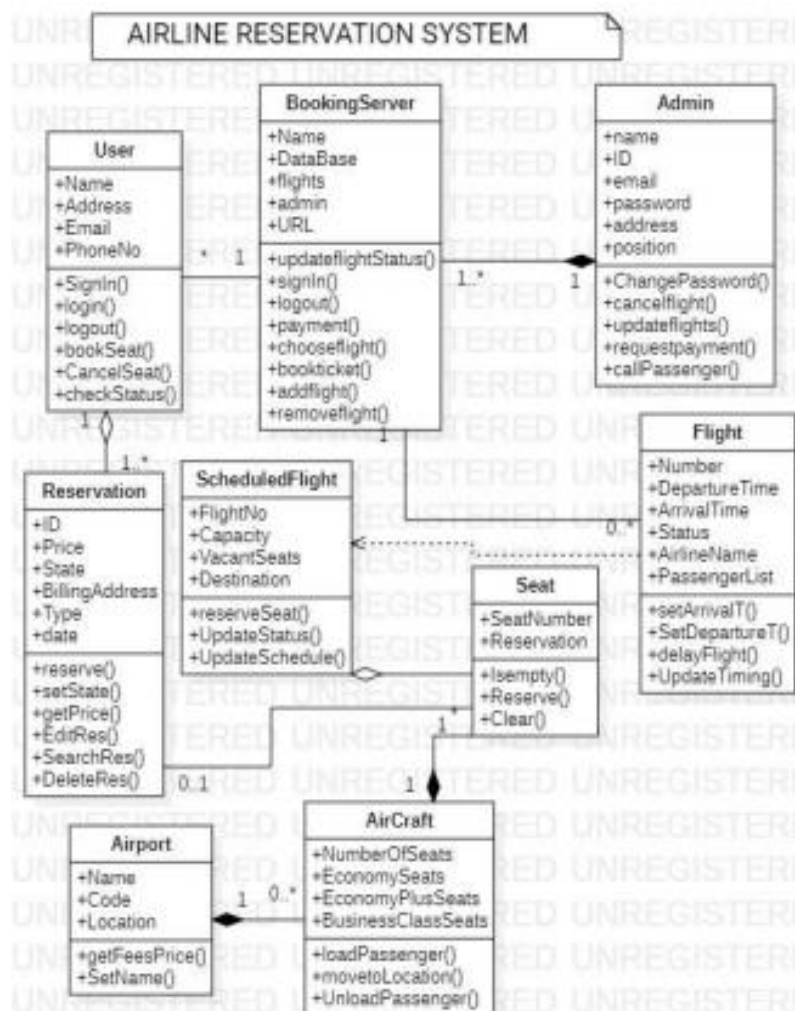 AIRLINE RESERVATION SYSTEM
BookingServer
+Name
+DataBase
+flights
+admin
+URL
+updateflightStatus()
+signIn()
+logout()
+payment()
+chooseflight()
+bookticket()
+addflight()
+removeflight()
Admin
+name
+ID
+email
+password
+address
+position
+ChangePassword()
+cancelflight()
+updateflights()
+requestpayment()
+callPassenger()
User
+Name
+Address
+Email
+PhoneNo
+SignIn()
+login()
+logout()
+bookSeat()
+CancelSeat()
+checkStatus()
.*
1
1..*
1
1
1..*
1
0..*
Flight
+Number
+DepartureTime
+ArrivalTime
+Status
+AirlineName
+PassengerList
+setArrivalT()
+SetDepartureT()
+delayFlight()
+UpdateTiming()
Reservation
+ID
+Price
+State
+BillingAddress
+Type
+date
+reserve()
+setState()
+getPrice()
+EditRes()
+SearchRes()
+DeleteRes()
ScheduledFlight
+FlightNo
+Capacity
+VacantSeats
+Destination
+reserveSeat()
+UpdateStatus()
+UpdateSchedule()
Seat
+SeatNumber
+Reservation
+Isempty()
+Reserve()
+Clear()
0..1
1
AirCraft
+NumberOfSeats
+EconomySeats
+EconomyPlusSeats
+BusinessClassSeats
+loadPassenger()
+movetoLocation()
+UnloadPassenger()
Airport
+Name
+Code
+Location
+getFeesPrice()
+SetName()
1
0..*
UNREGISTERED